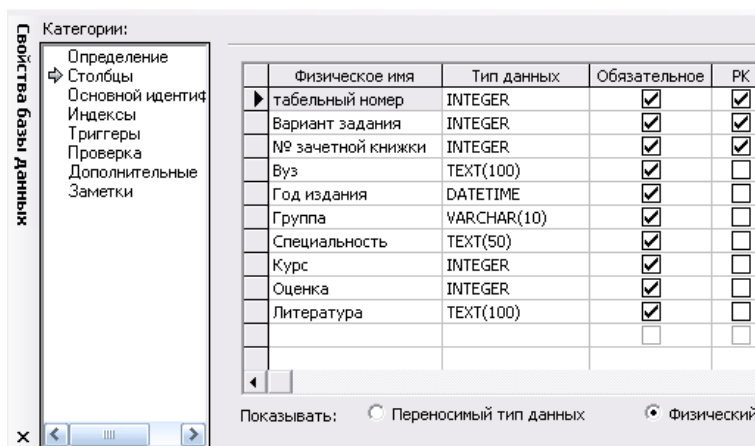 Свойства базы данных
Категории:
Определение
Столбцы
Основной идентиф
Индексы
Триггеры
Проверка
Дополнительные
Заметки
Физическое имя Тип данных Обязательное PK
табельный номер INTEGER
Вариант задания INTEGER
№ зачетной книжки INTEGER
Вуз TEXT(100)
Год издания DATETIME
Группа VARCHAR(10)
Специальность TEXT(50)
Курс INTEGER
Оценка INTEGER
Литература TEXT(100)
Показывать: Переносимый тип данных Физический